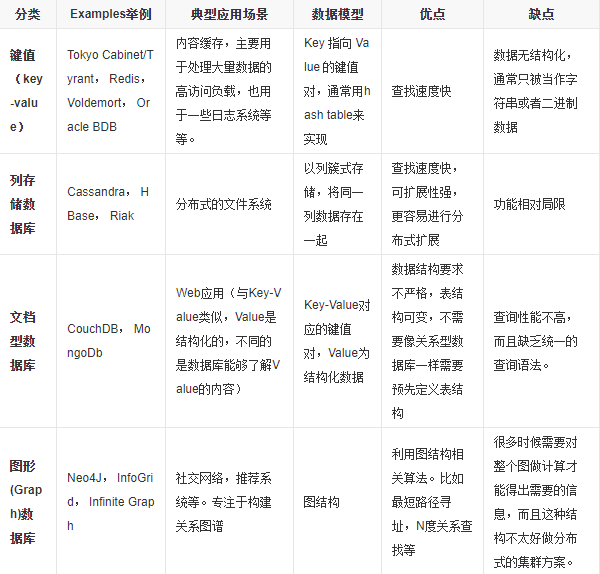 分类
Examples举例
典型应用场景
数据模型
优点
缺点
键值
（key
-valu
e）
Tokyo Cabinet/T
yrant， Redis，
Voldemort， Or
acle BDB
内容缓存，主要用
于处理大量数据的
高访问负载，也用
于一些日志系统等
等。
Key 指向 Va
lue 的键值
对，通常用h
ash table来
实现
查找速度快
数据无结构化，
通常只被当作字
符串或者二进制
数据
列存
储数
据库
Cassandra， H
Base， Riak
分布式的文件系统
以列簇式存
储，将同一
列数据存在
一起
查找速度快，
可扩展性强，
更容易进行分
布式扩展
功能相对局限
文档
型数
据库
CouchDB， Mo
ngoDb
Web应用（与Key-V
alue类似，Value是
结构化的，不同的
是数据库能够了解V
alue的内容）
Key-Value对
应的键值
对，Value为
结构化数据
数据结构要求
不严格，表结
构可变，不需
要像关系型数
据库一样需要
预先定义表结
构
查询性能不高，
而且缺乏统一的
查询语法。
图形
(Grap
h)数
据库
Neo4J， InfoGri
d， Infinite Grap
h
社交网络，推荐系
统等。专注于构建
关系图谱
图结构
利用图结构相
关算法。比如
最短路径寻
址，N度关系查
找等
很多时候需要对
整个图做计算才
能得出需要的信
息，而且这种结
构不太好做分布
式的集群方案。